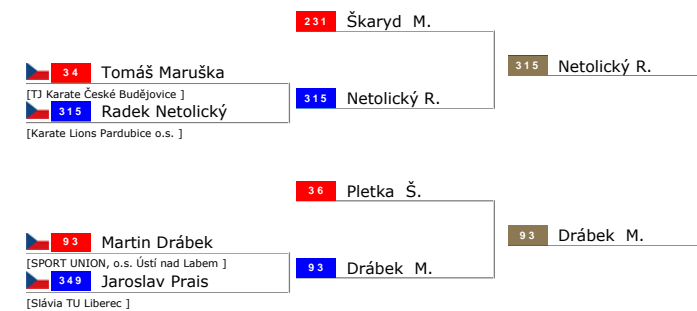 231 Škaryd M.
34 Tomáš Maruška
315 Netolický R.
[TJ Karate České Budějovice ]
315 Netolický R.
315 Radek Netolický
[Karate Lions Pardubice o.s. ]
36 Pletka Š.
93 Martin Drábek
93 Drábek M.
[SPORT UNION, o.s. Ústí nad Labem ]
93 Drábek M.
349 Jaroslav Prais
[Slávia TU Liberec ]